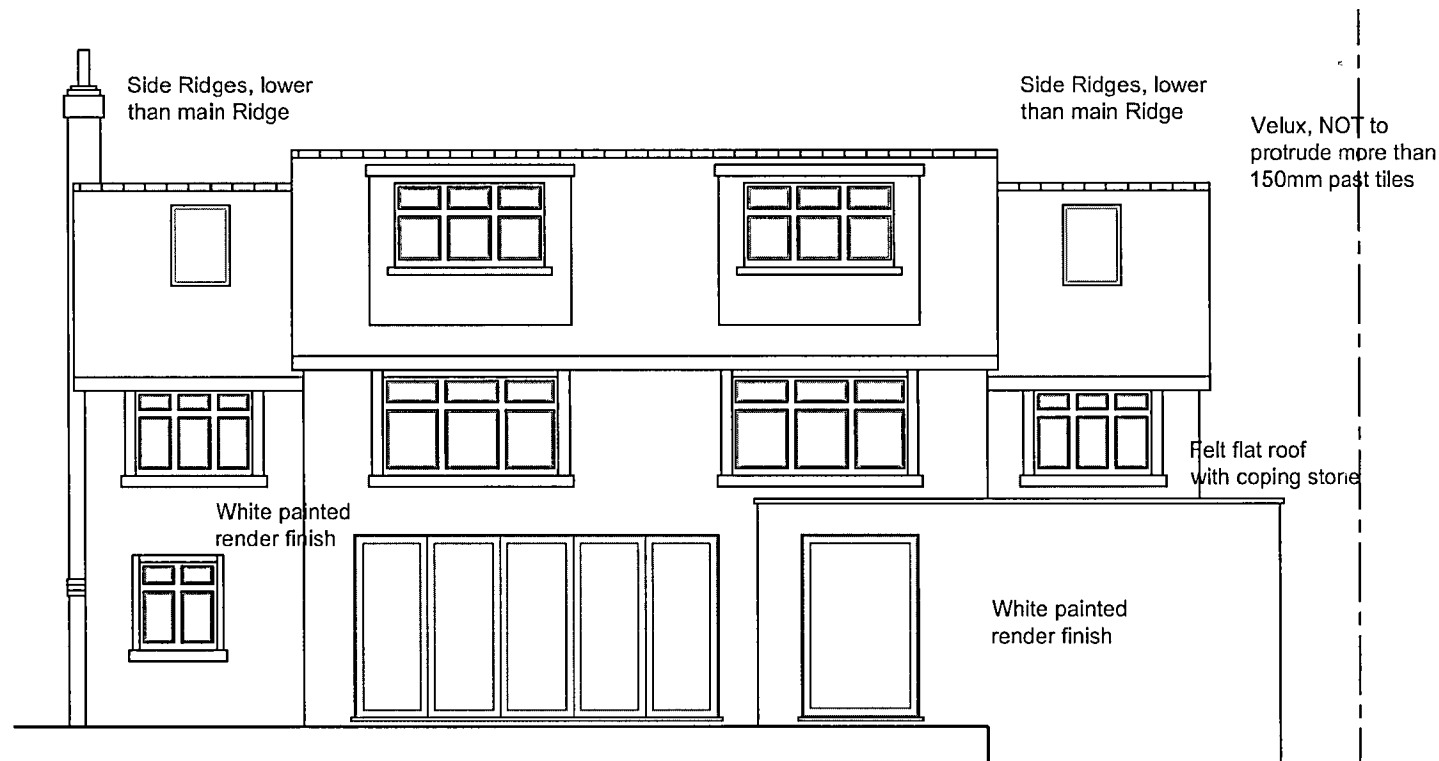 Side Ridges, lower
than main Ridge
Side Ridges, lower
than main Ridge
Velux, NOT to
protrude more than
150mm past tiles
Felt flat roof
with coping stone
White painted
render finish
White painted
render finish